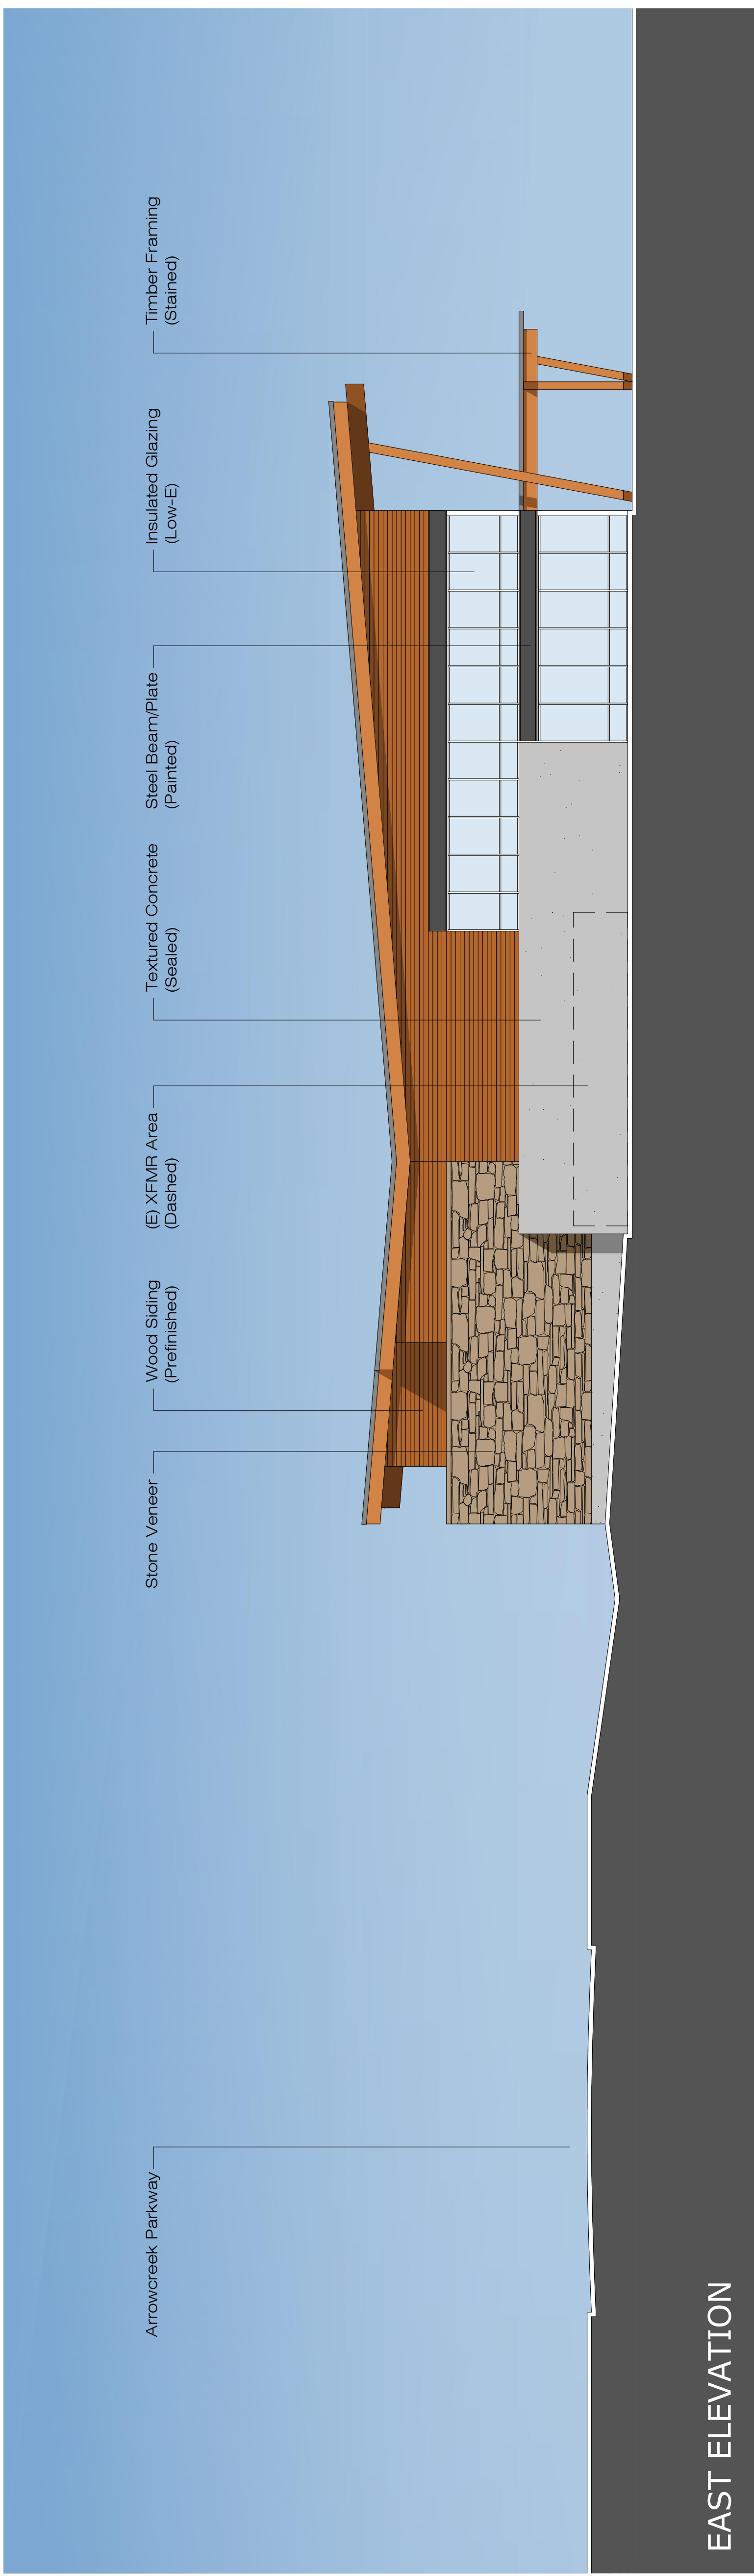 Arrowcreek Parkway
Stone Veneer
Wood Siding
(Prefinished)
(E) XFMR Area
(Dashed)
Textured Concrete
(Sealed)
Steel Beam/Plate
(Painted)
Insulated Glazing
(Low-E)
Timber Framing
(Stained)
EAST ELEVATION